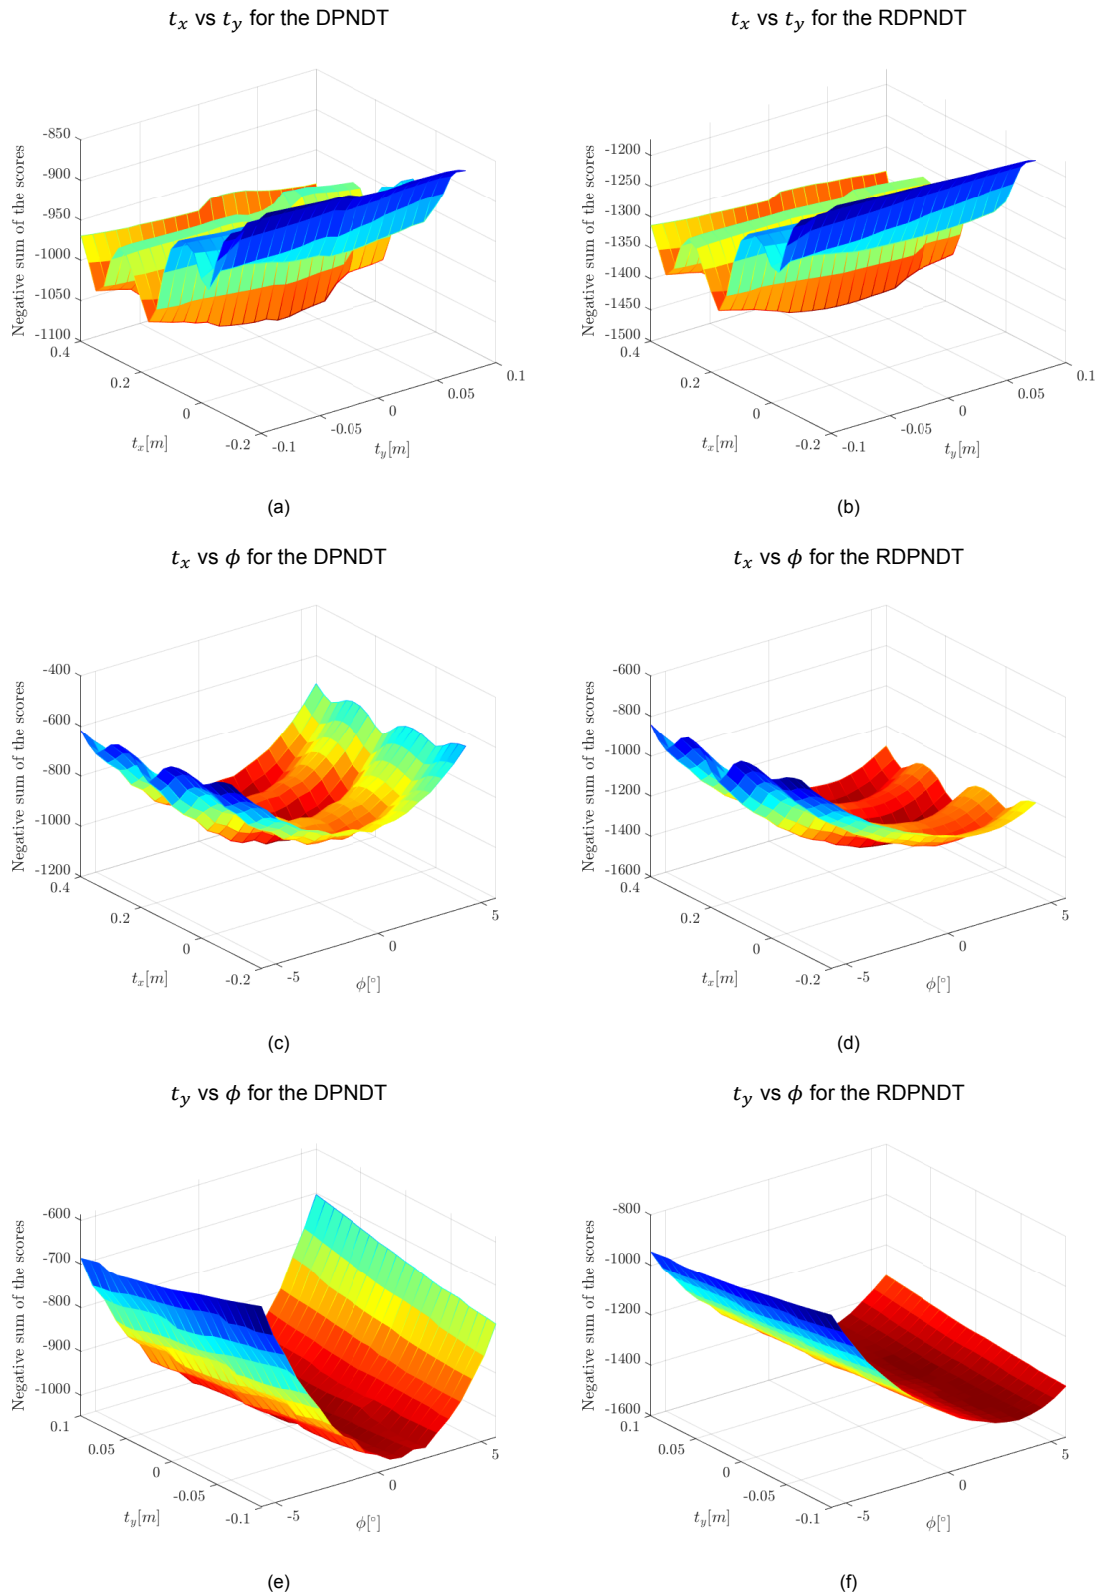 t_x vs t_y for the DPNDT
t_x vs t_y for the RDPNDT
Negative sum of the scores
-850
-900
-950
-1000
-1050
-1100
0.4
0.2
0
-0.2
t_x[m]
-0.1
-0.05
0
0.05
0.1
t_y[m]
(a)
Negative sum of the scores
-1200
-1250
-1300
-1350
-1400
-1450
-1500
0.4
0.2
0
-0.2
t_x[m]
-0.1
-0.05
0
0.05
0.1
t_y[m]
(b)
t_x vs ϕ for the DPNDT
t_x vs ϕ for the RDPNDT
Negative sum of the scores
-400
-600
-800
-1000
-1200
0.4
0.2
0
-0.2
t_x[m]
-5
0
5
ϕ[°]
(c)
Negative sum of the scores
-600
-800
-1000
-1200
-1400
-1600
0.4
0.2
0
-0.2
t_x[m]
-5
0
5
ϕ[°]
(d)
t_y vs ϕ for the DPNDT
t_y vs ϕ for the RDPNDT
Negative sum of the scores
-600
-700
-800
-900
-1000
0.1
0.05
0
-0.05
-0.1
t_y[m]
-5
0
5
ϕ[°]
(e)
Negative sum of the scores
-800
-1000
-1200
-1400
-1600
0.1
0.05
0
-0.05
-0.1
t_y[m]
-5
0
5
ϕ[°]
(f)